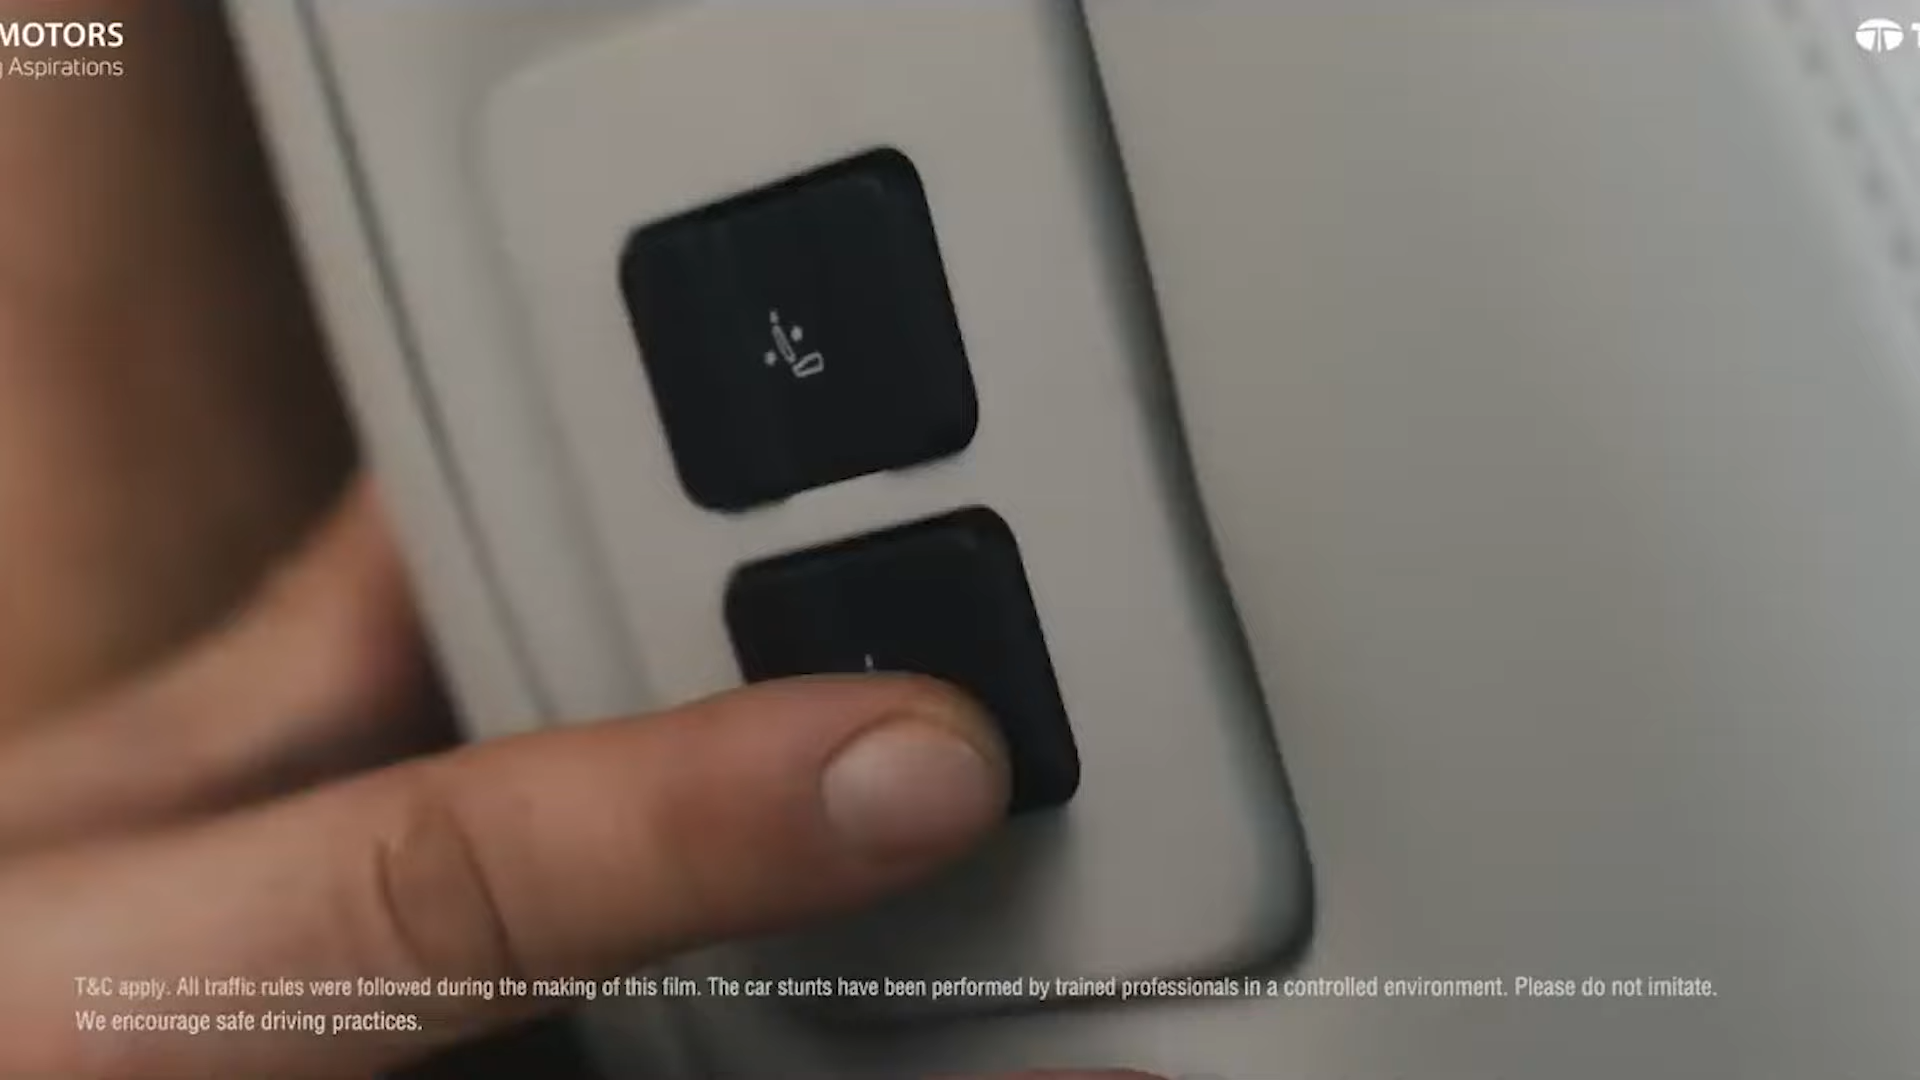 MOTORS
Aspirations
T&C apply. All traffic rules were followed during the making of this film. The car stunts have been performed by trained professionals in a controlled environment. Please do not imitate.
We encourage safe driving practices.